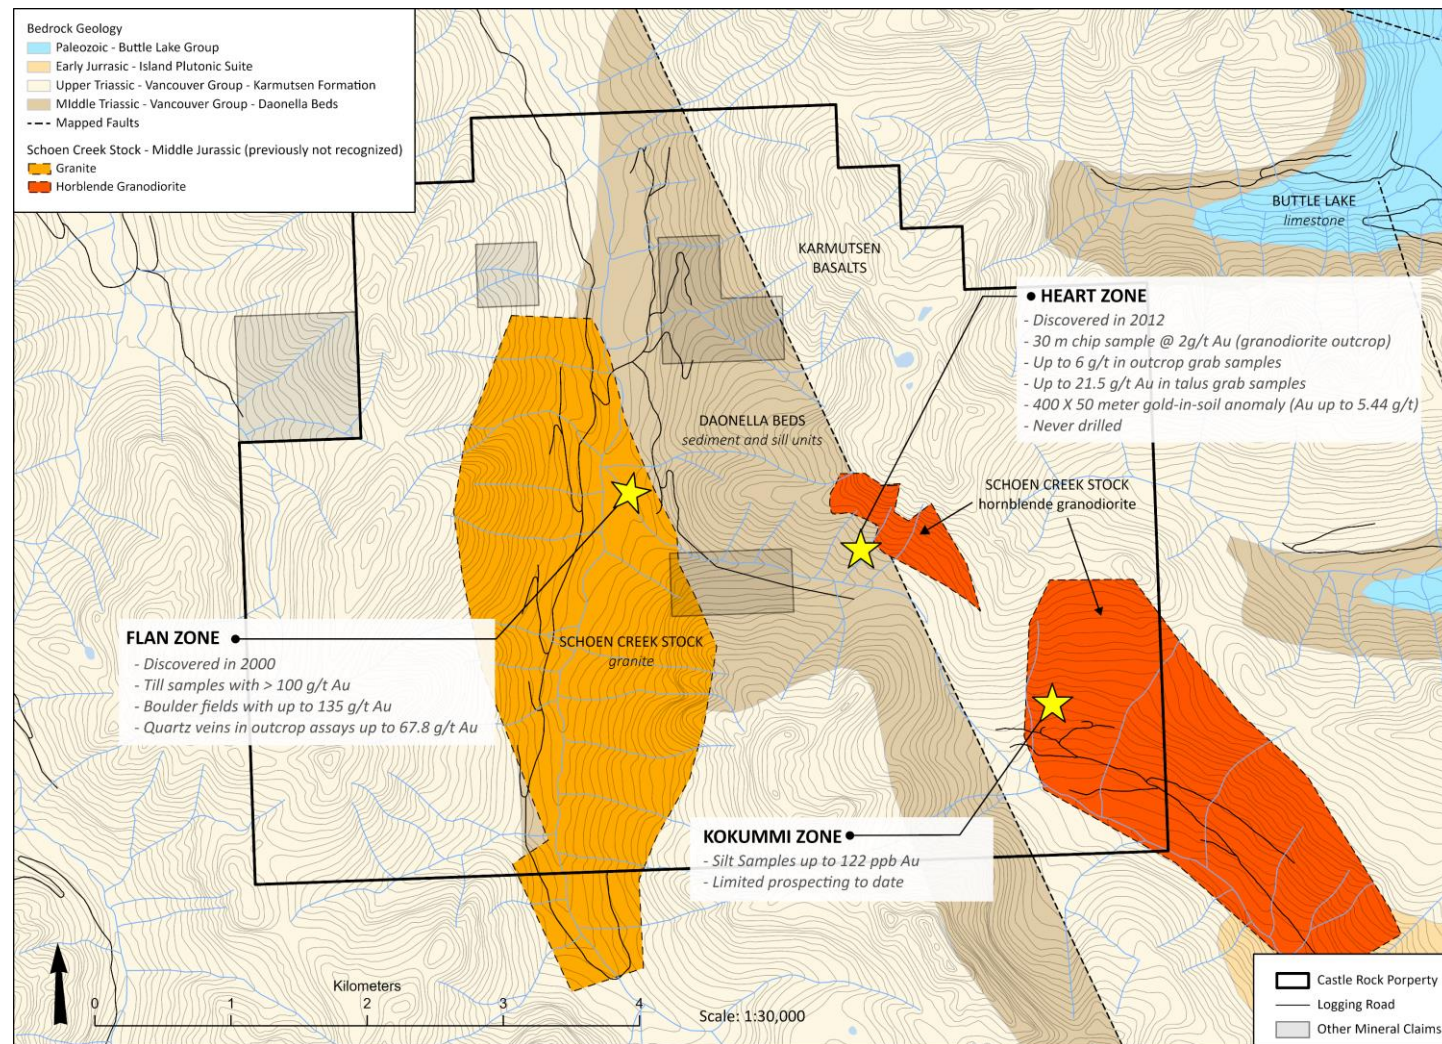 Bedrock Geology
Paleozoic - Buttle Lake Group
Early Jurrasic - Island Plutonic Suite
Upper Triassic - Vancouver Group - Karmutsen Formation
MIddle Triassic - Vancouver Group - Daonella Beds
Mapped Faults
Schoen Creek Stock - Middle Jurassic (previously not recognized)
Granite
Horblende Granodiorite
BUTTLE LAKE
limestone
KARMUTSEN
BASALTS
HEART ZONE
- Discovered in 2012
- 30 m chip sample @ 2g/t Au (granodiorite outcrop)
- Up to 6 g/t in outcrop grab samples
- Up to 21.5 g/t Au in talus grab samples
- 400 X 50 meter gold-in-soil anomaly (Au up to 5.44 g/t)
- Never drilled
DAONELLA BEDS
sediment and sill units
SCHOEN CREEK STOCK
hornblende granodiorite
FLAN ZONE
- Discovered in 2000
- Till samples with > 100 g/t Au
- Boulder fields with up to 135 g/t Au
- Quartz veins in outcrop assays up to 67.8 g/t Au
SCHOEN CREEK STOCK
granite
KOKUMMI ZONE
- Silt Samples up to 122 ppb Au
- Limited prospecting to date
Kilometers
0 1 2 3 4
Scale: 1:30,000
Castle Rock Porperty
Logging Road
Other Mineral Claims